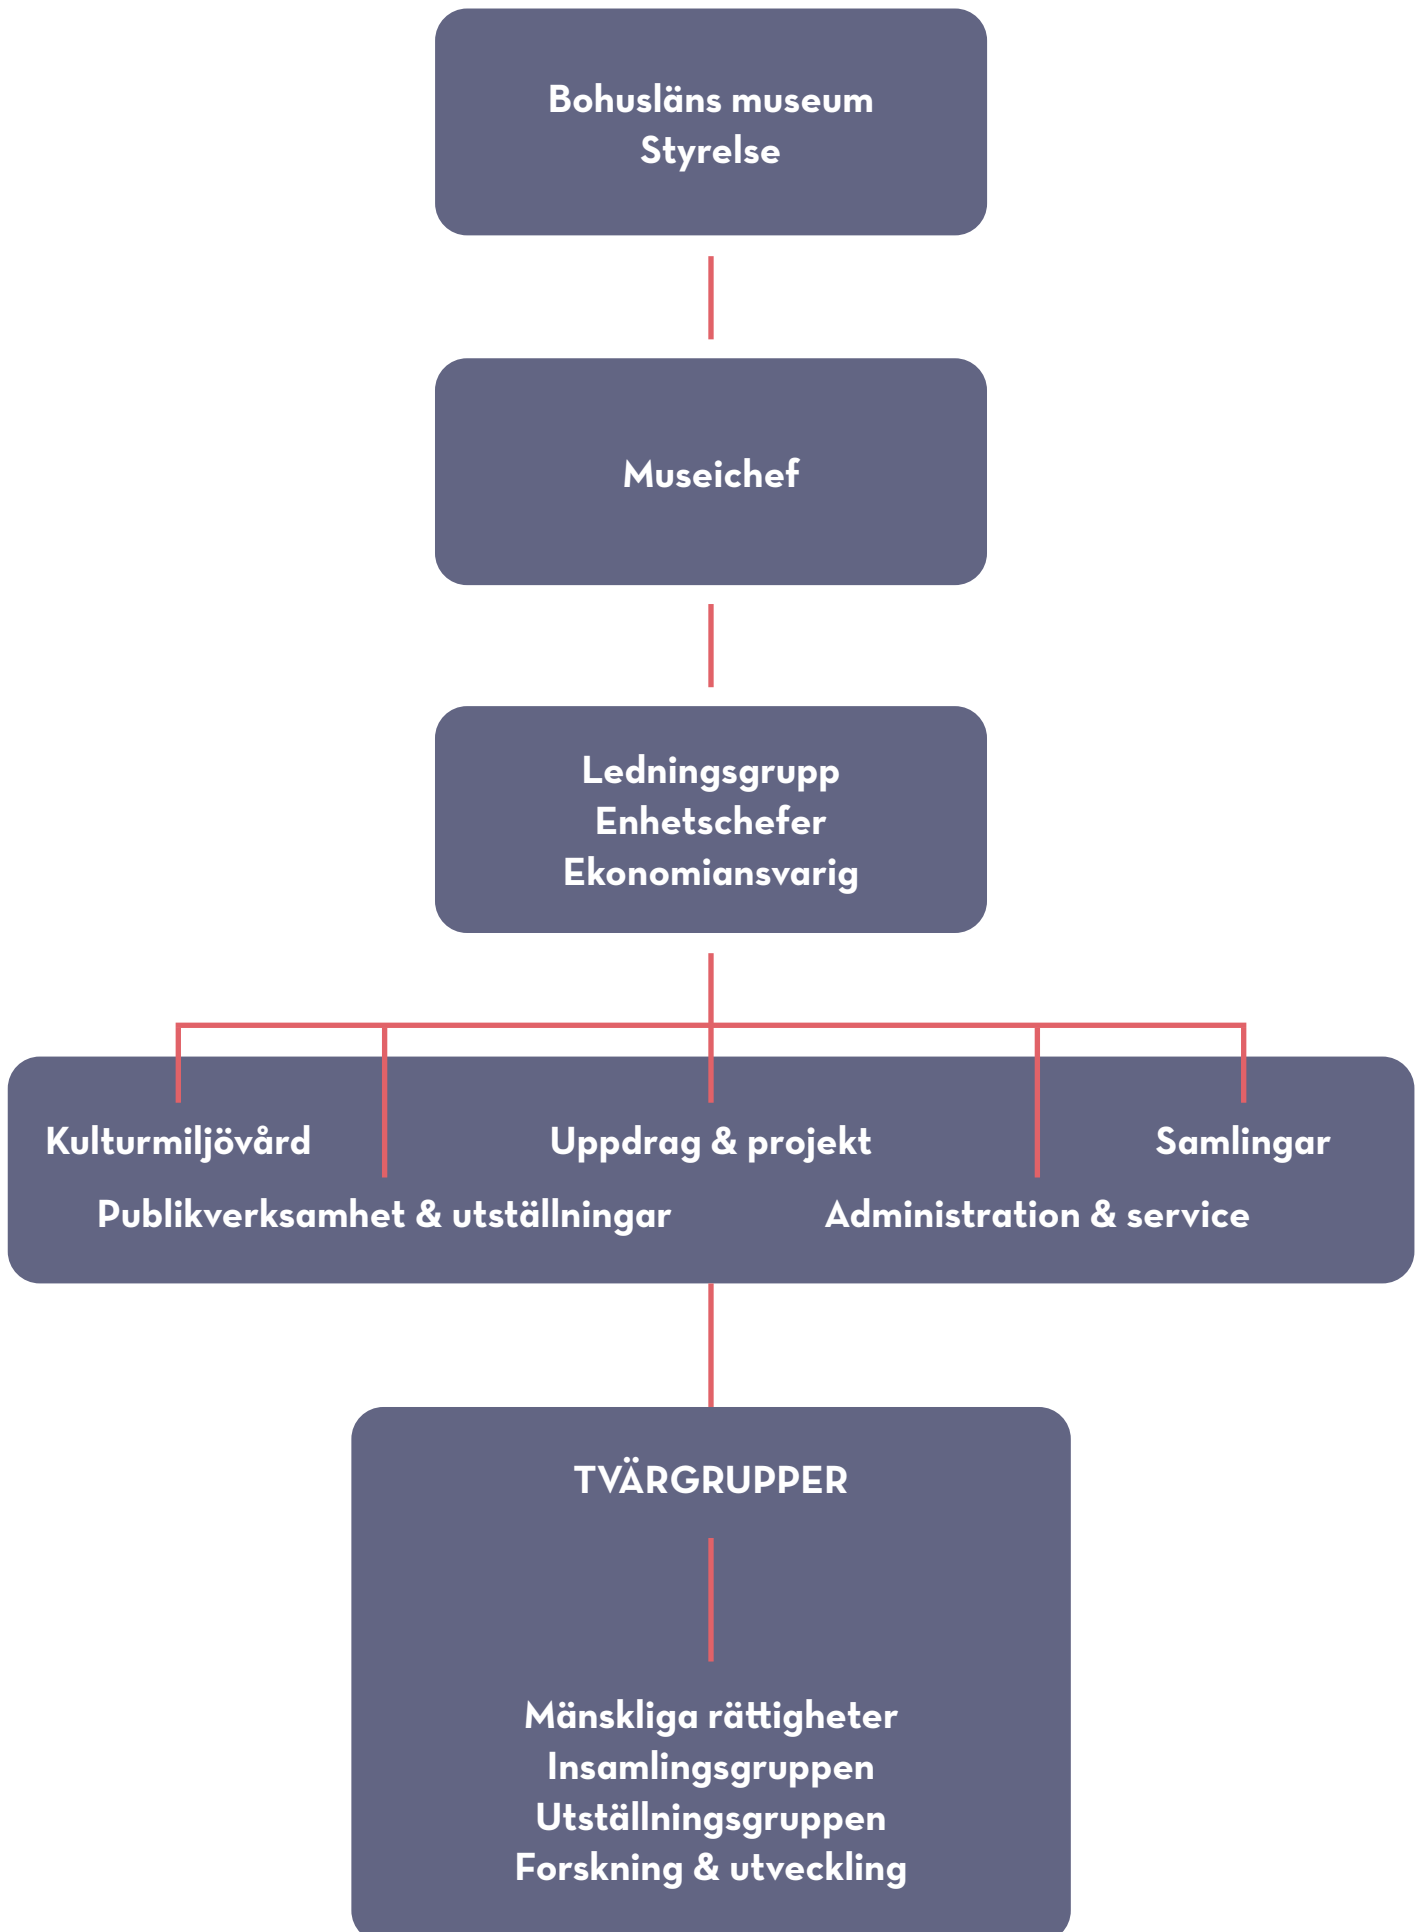 Bohusläns museum
Styrelse
Museichef
Ledningsgrupp
Enhetschefer
Ekonomiansvarig
Kulturmiljövård
Uppdrag & projekt
Samlingar
Publikverksamhet & utställningar
Administration & service
TVÄRGRUPPER
Mänskliga rättigheter
Insamlingsgruppen
Utställningsgruppen
Forskning & utveckling